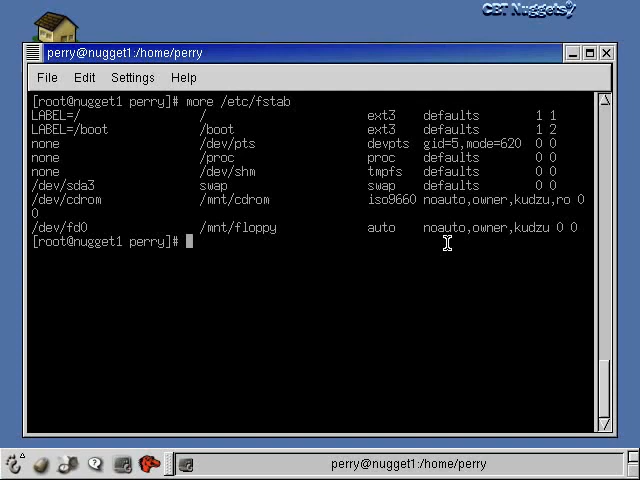 CBT Nuggets
perry@nugget1:/home/perry
File Edit Settings Help
[root@nugget1 perry]# more /etc/fstab
LABEL=/ / ext3 defaults 1 1
LABEL=/boot /boot ext3 defaults 1 2
none /dev/pts devpts gid=5,mode=620 0 0
none /proc proc defaults 0 0
none /dev/shm tmpfs defaults 0 0
/dev/sda3 swap swap defaults 0 0
/dev/cdrom /mnt/cdrom iso9660 noauto,owner,kudzu,ro 0
0
/dev/fd0 /mnt/floppy auto noauto,owner,kudzu 0 0
[root@nugget1 perry]#
perry@nugget1:/home/perry